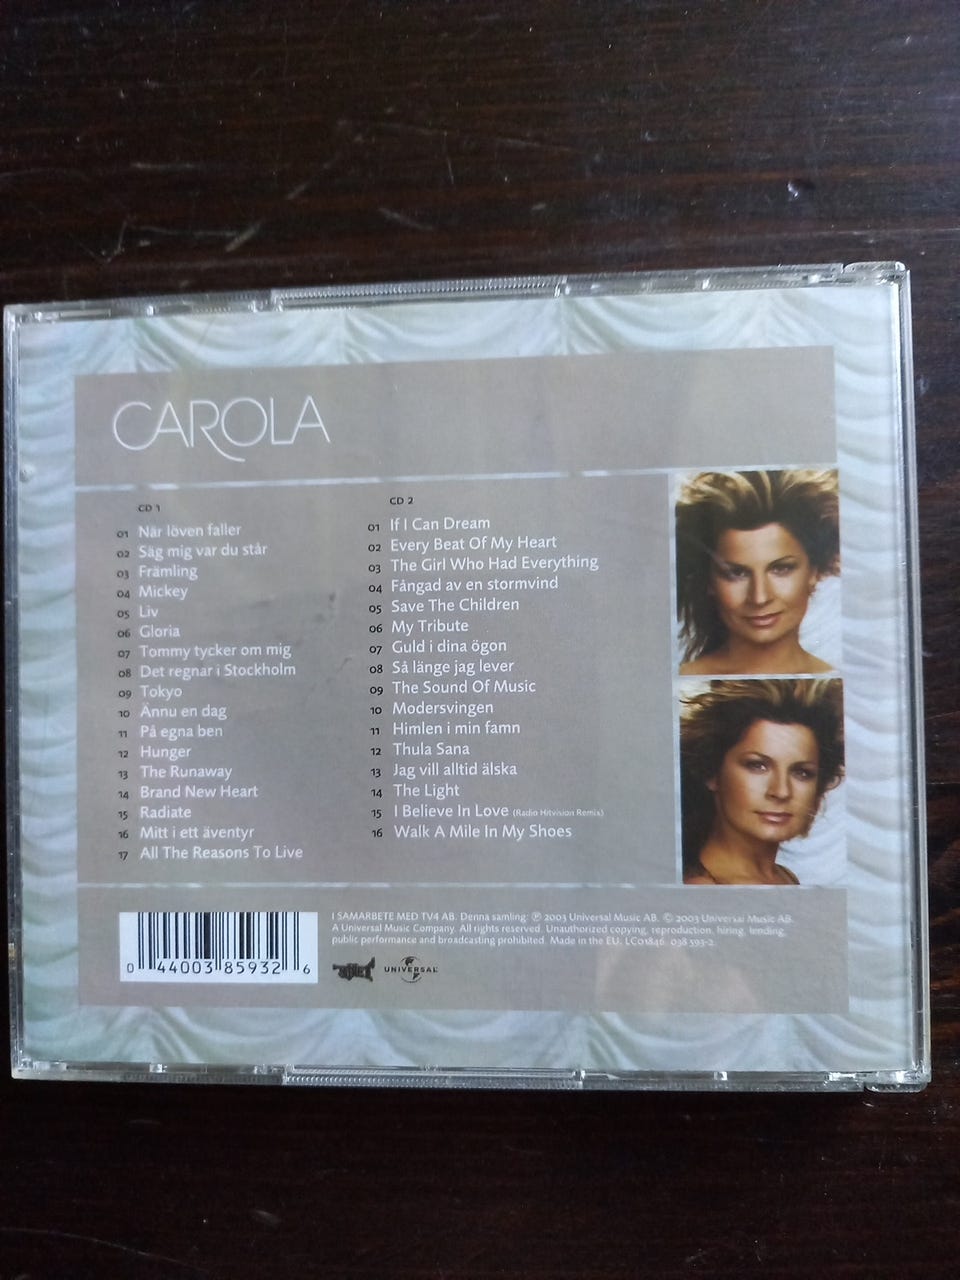 CAROLA
CD 1
01 När löven faller
02 Säg mig var du står
03 Främling
04 Mickey
05 Liv
06 Gloria
07 Tommy tycker om mig
08 Det regnar i Stockholm
09 Tokyo
10 Ännu en dag
11 På egna ben
12 Hunger
13 The Runaway
14 Brand New Heart
15 Radiate
16 Mitt i ett äventyr
17 All The Reasons To Live
CD 2
01 If I Can Dream
02 Every Beat Of My Heart
03 The Girl Who Had Everything
04 Fångad av en stormvind
05 Save The Children
06 My Tribute
07 Guld i dina ögon
08 Så länge jag lever
09 The Sound Of Music
10 Modersvingen
11 Himlen i min famn
12 Thula Sana
13 Jag vill alltid älska
14 The Light
15 I Believe In Love (Radio Hitvision Remix)
16 Walk A Mile In My Shoes
0 44003 85932 6
I SAMARBETE MED TV4 AB. Denna samling: ℗ 2003 Universal Music AB. © 2003 Universal Music AB.
A Universal Music Company. All rights reserved. Unauthorized copying, reproduction, hiring, lending,
public performance and broadcasting prohibited. Made in the EU. LC01846. 038 593-2.
UNIVERSAL